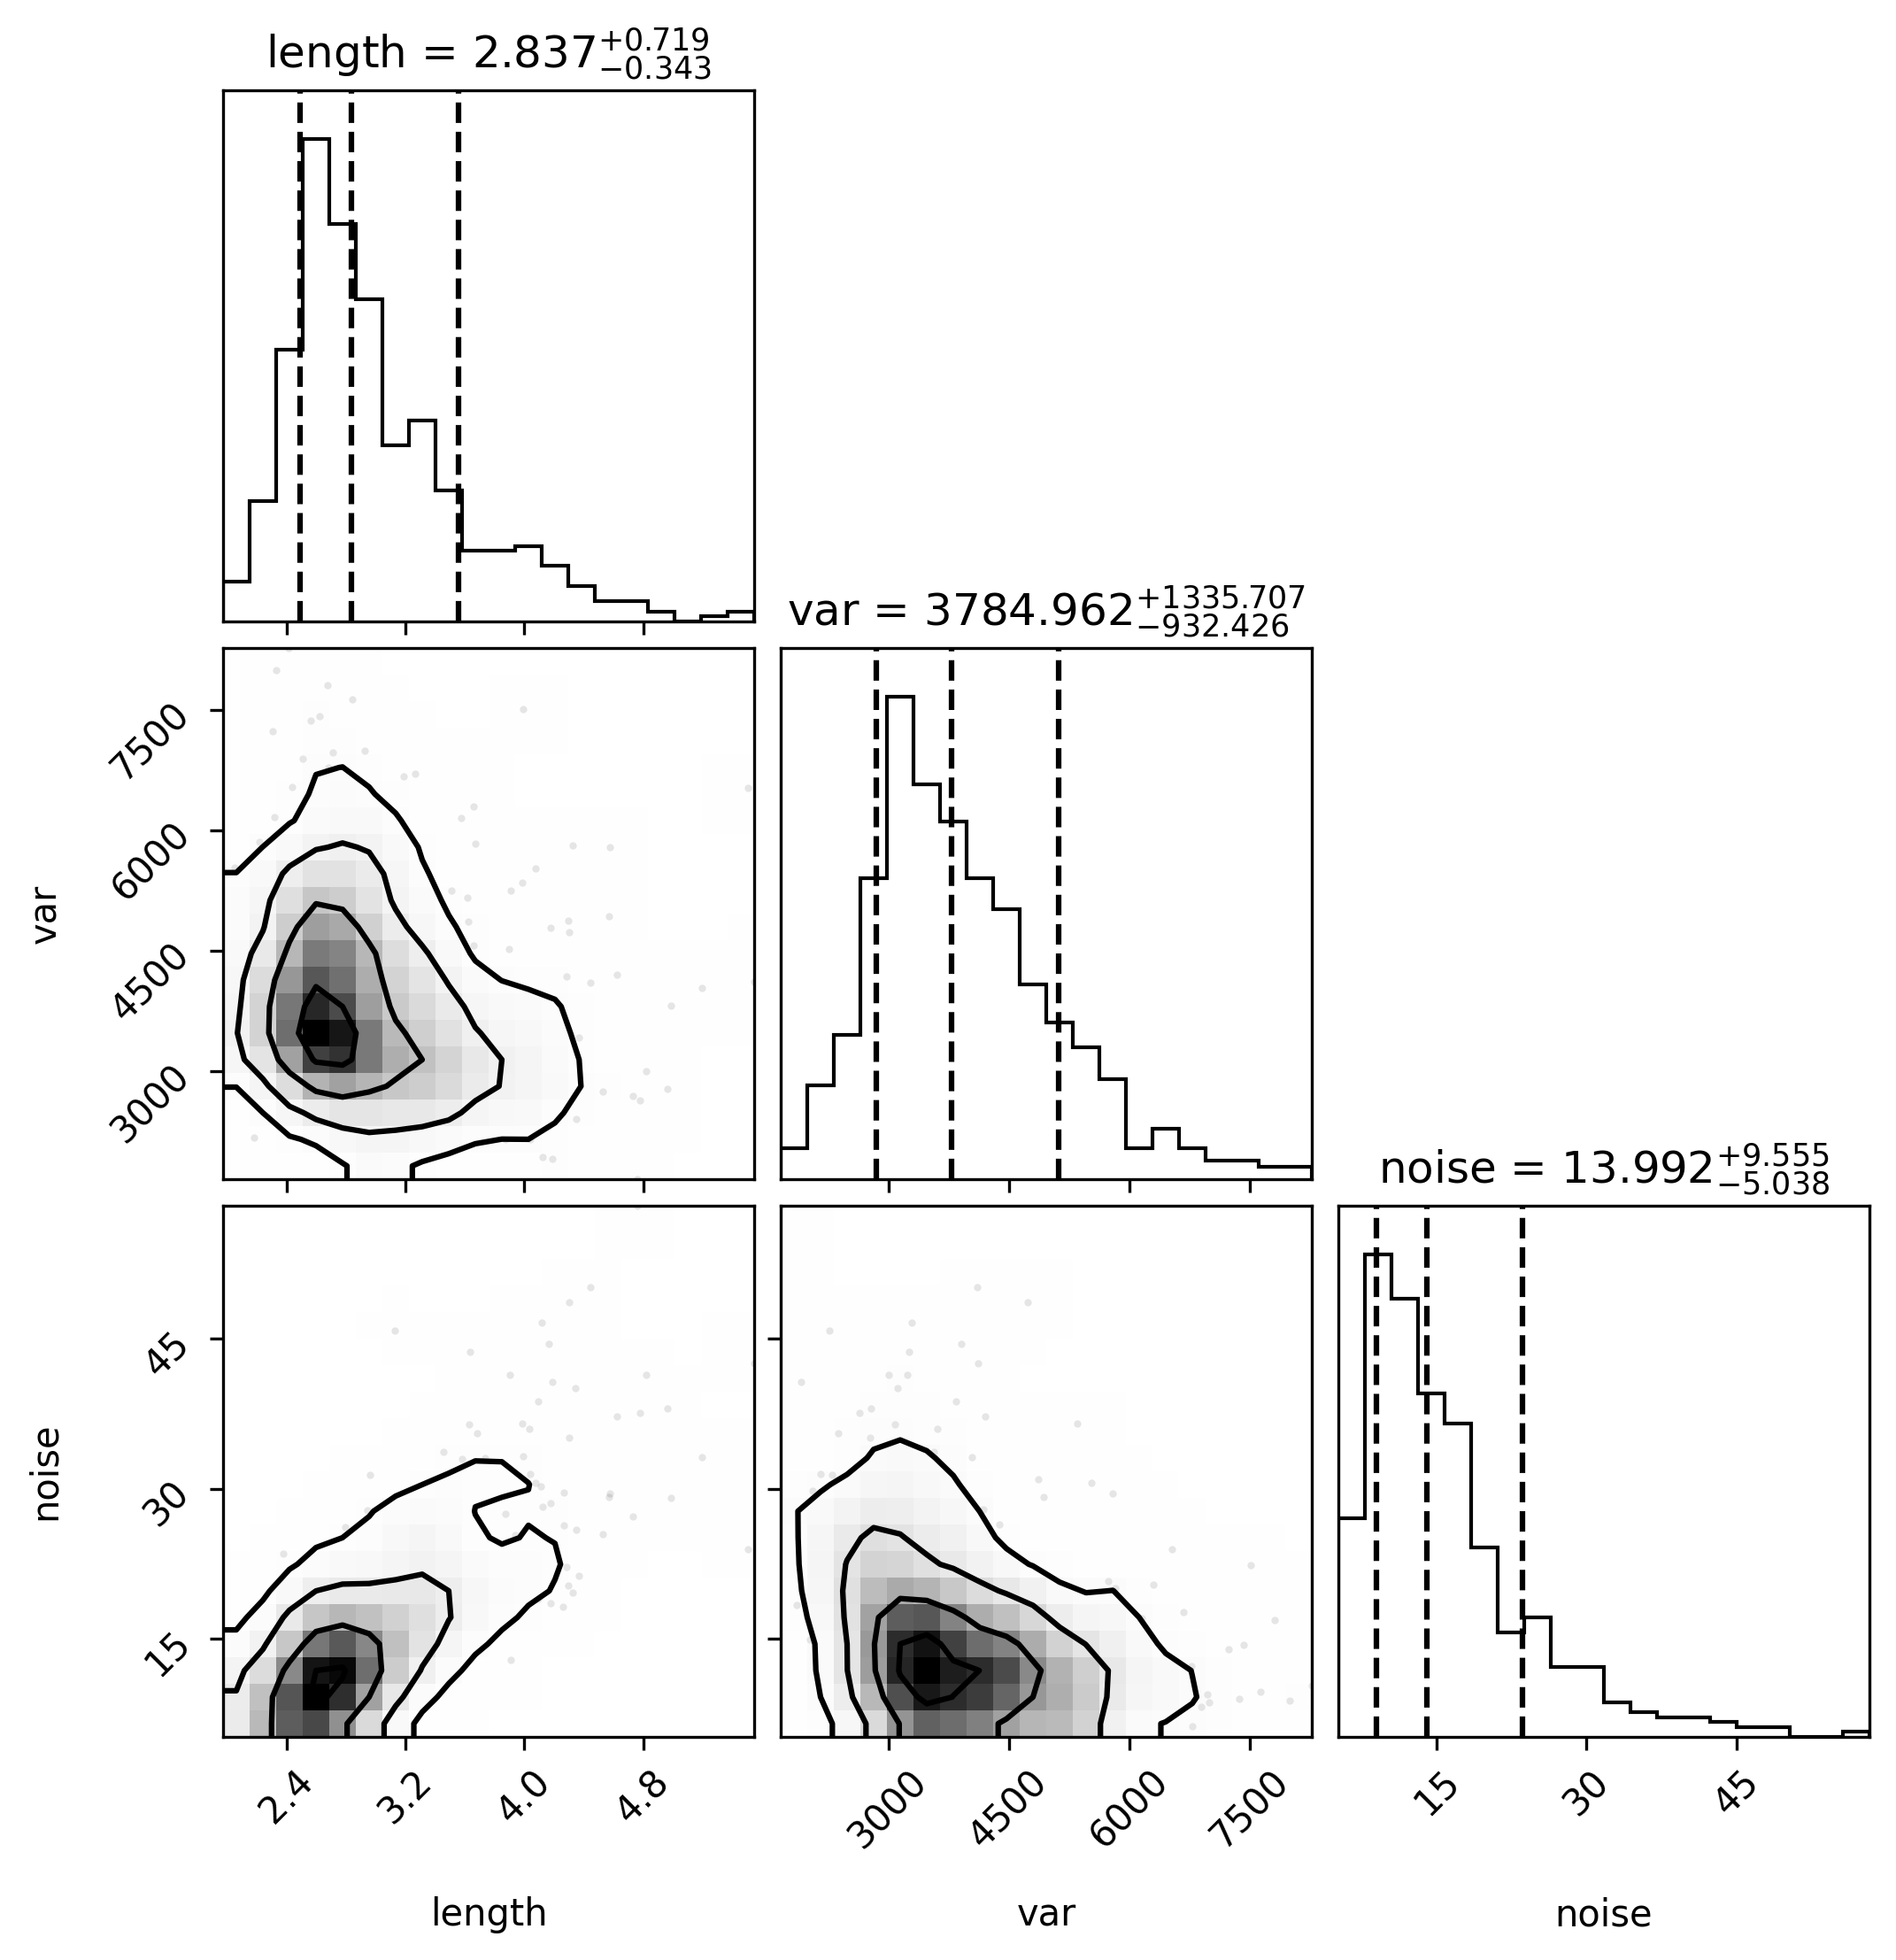 length = 2.837 +0.719 −0.343
var = 3784.962 +1335.707 −932.426
7500
6000
4500
3000
var
noise = 13.992 +9.555 −5.038
45
30
15
noise
2.4 3.2 4.0 4.8
3000 4500 6000 7500
15 30 45
length
var
noise